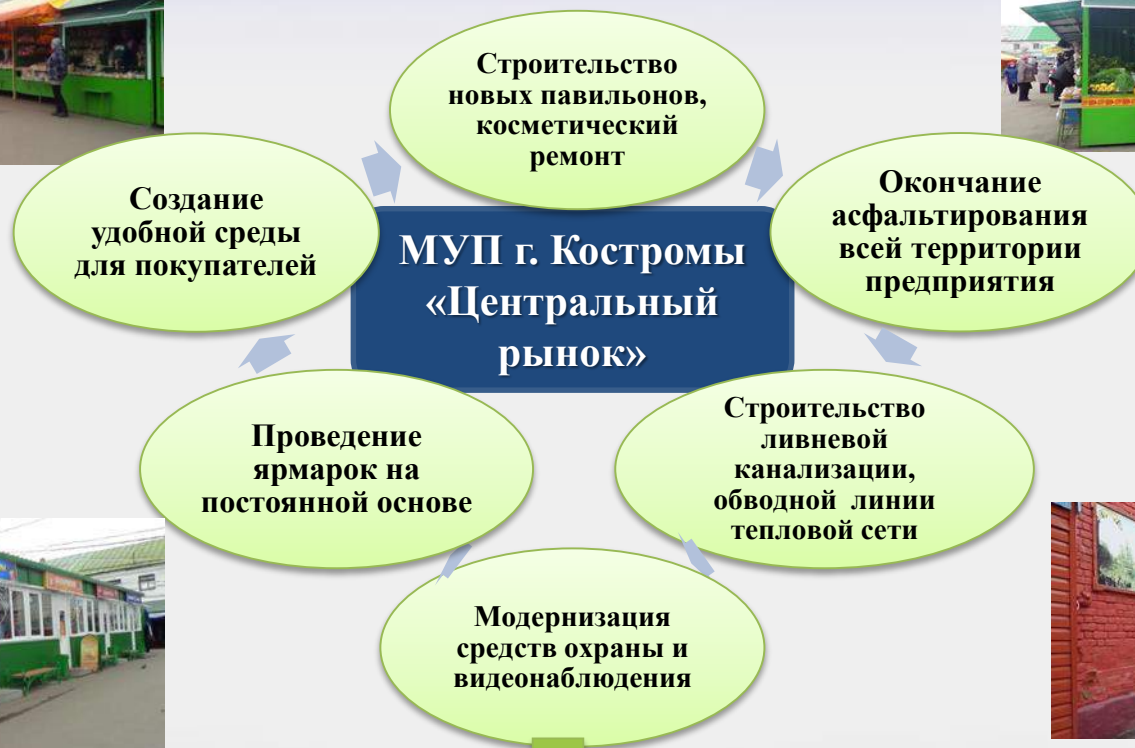 Строительство
новых павильонов,
косметический
ремонт
Окончание
асфальтирования
всей территории
предприятия
Создание
удобной среды
для покупателей
МУП г. Костромы
«Центральный
рынок»
Строительство
ливневой
канализации,
обводной линии
тепловой сети
Проведение
ярмарок на
постоянной основе
Модернизация
средств охраны и
видеонаблюдения